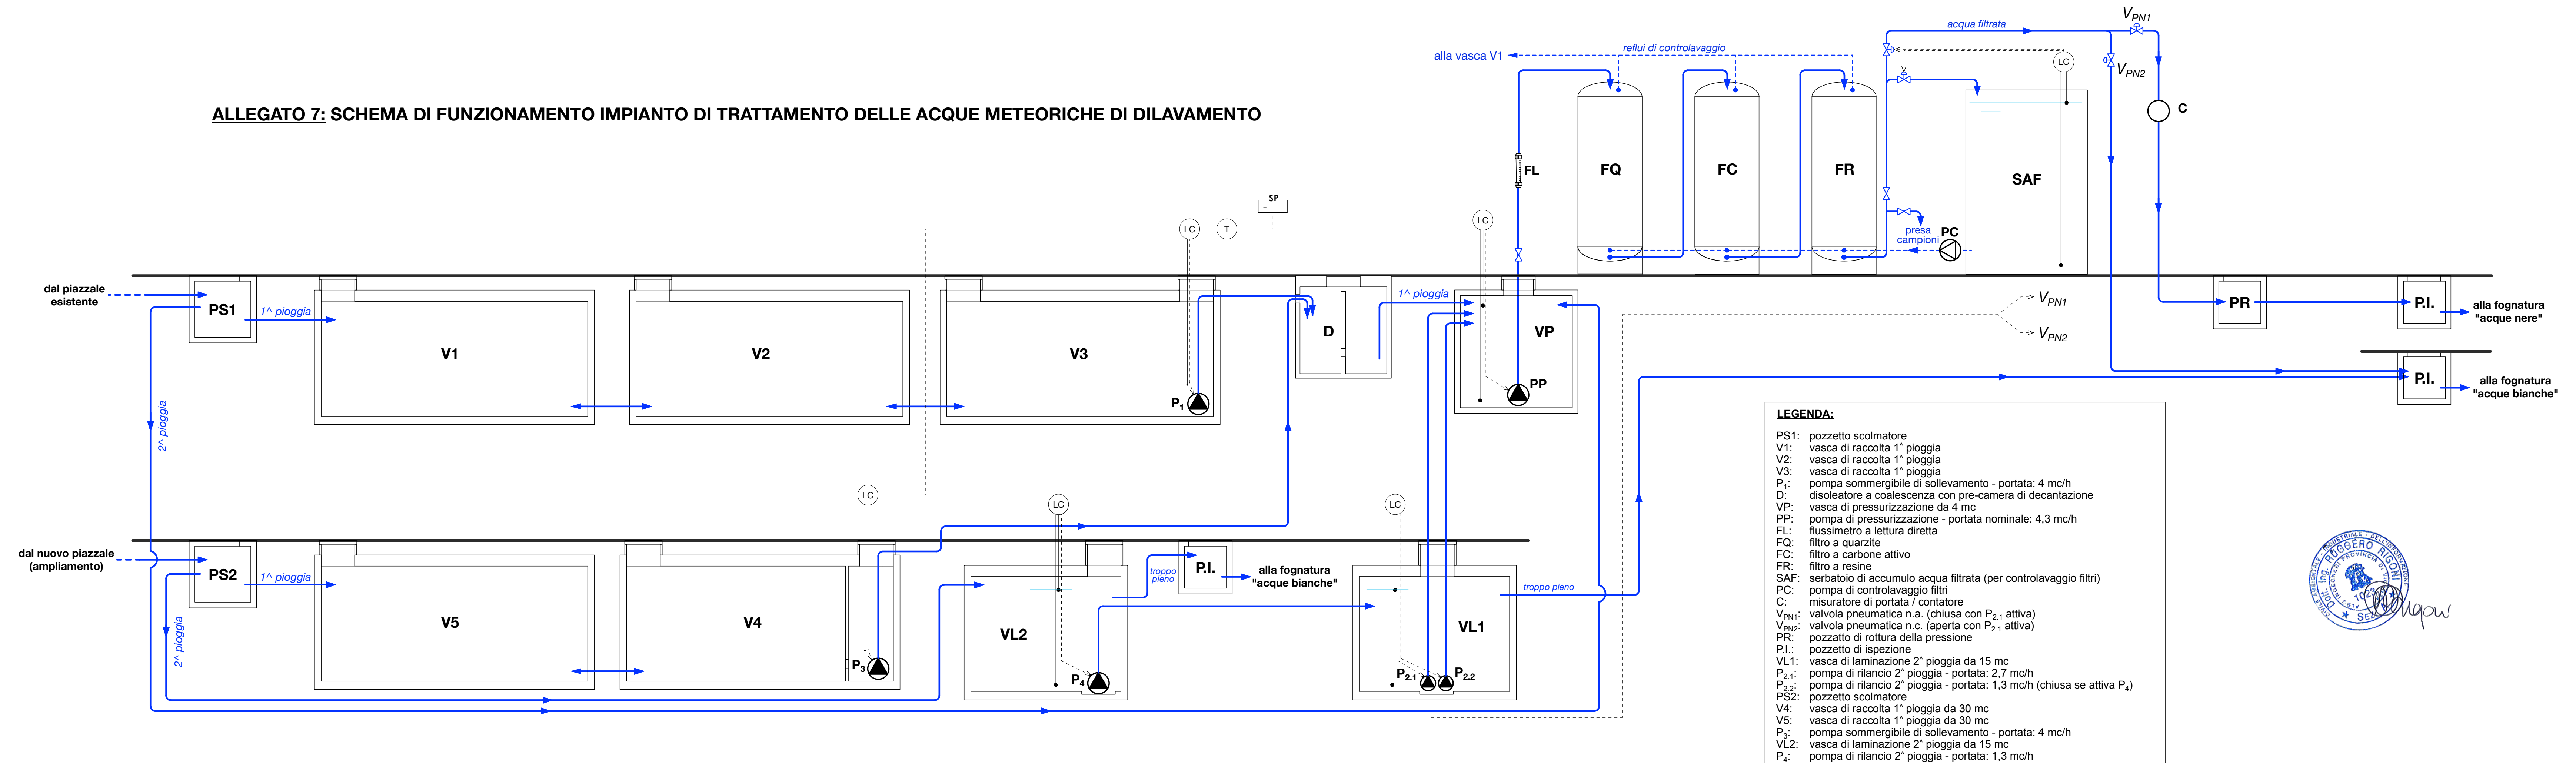 ALLEGATO 7: SCHEMA DI FUNZIONAMENTO IMPIANTO DI TRATTAMENTO DELLE ACQUE METEORICHE DI DILAVAMENTO
V_PN1
acqua filtrata
reflui di controlavaggio
alla vasca V1
LC
V_PN2
C
FL
FQ
FC
FR
SAF
SP
LC
T
LC
presa
campioni
PC
dal piazzale
esistente
PS1
1^ pioggia
V1
V2
V3
P1
D
1^ pioggia
VP
PP
V_PN1
V_PN2
PR
P.I.
alla fognatura
"acque nere"
P.I.
alla fognatura
"acque bianche"
2^ pioggia
LC
LC
LC
dal nuovo piazzale
(ampliamento)
PS2
1^ pioggia
2^ pioggia
V5
V4
P3
VL2
P4
troppo
pieno
P.I.
alla fognatura
"acque bianche"
VL1
P2.1
P2.2
troppo pieno
LEGENDA:
PS1: pozzetto scolmatore
V1: vasca di raccolta 1^ pioggia
V2: vasca di raccolta 1^ pioggia
V3: vasca di raccolta 1^ pioggia
P1: pompa sommergibile di sollevamento - portata: 4 mc/h
D: disoleatore a coalescenza con pre-camera di decantazione
VP: vasca di pressurizzazione da 4 mc
PP: pompa di pressurizzazione - portata nominale: 4,3 mc/h
FL: flussimetro a lettura diretta
FQ: filtro a quarzite
FC: filtro a carbone attivo
FR: filtro a resine
SAF: serbatoio di accumulo acqua filtrata (per controlavaggio filtri)
PC: pompa di controlavaggio filtri
C: misuratore di portata / contatore
VPN1: valvola pneumatica n.a. (chiusa con P2.1 attiva)
VPN2: valvola pneumatica n.c. (aperta con P2.1 attiva)
PR: pozzatto di rottura della pressione
P.I.: pozzetto di ispezione
VL1: vasca di laminazione 2^ pioggia da 15 mc
P2.1: pompa di rilancio 2^ pioggia - portata: 2,7 mc/h
P2.2: pompa di rilancio 2^ pioggia - portata: 1,3 mc/h (chiusa se attiva P4)
PS2: pozzetto scolmatore
V4: vasca di raccolta 1^ pioggia da 30 mc
V5: vasca di raccolta 1^ pioggia da 30 mc
P3: pompa sommergibile di sollevamento - portata: 4 mc/h
VL2: vasca di laminazione 2^ pioggia da 15 mc
P4: pompa di rilancio 2^ pioggia - portata: 1,3 mc/h
Dott. Ing. ROGGERO RIGONI